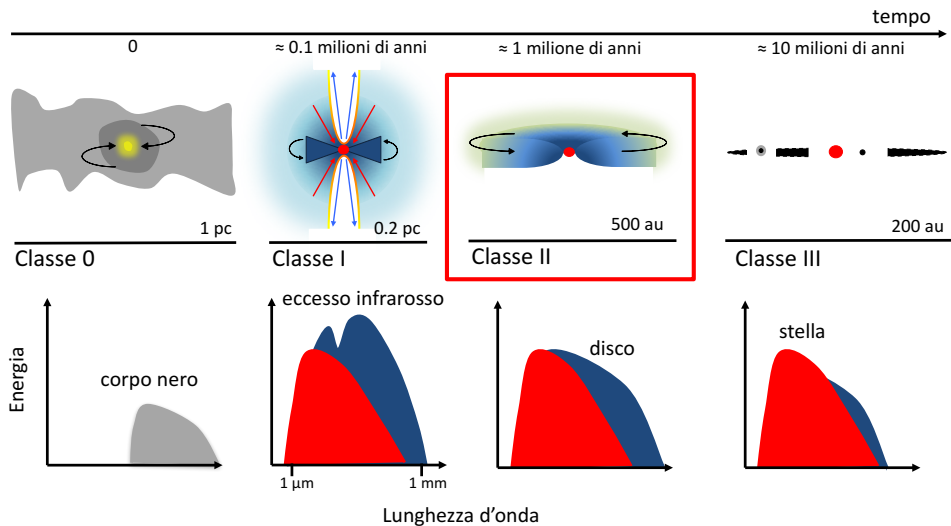 tempo
0
≈ 0.1 milioni di anni
≈ 1 milione di anni
≈ 10 milioni di anni
1 pc
0.2 pc
500 au
200 au
Classe 0
Classe I
Classe II
Classe III
Energia
corpo nero
eccesso infrarosso
disco
stella
1 μm
1 mm
Lunghezza d’onda